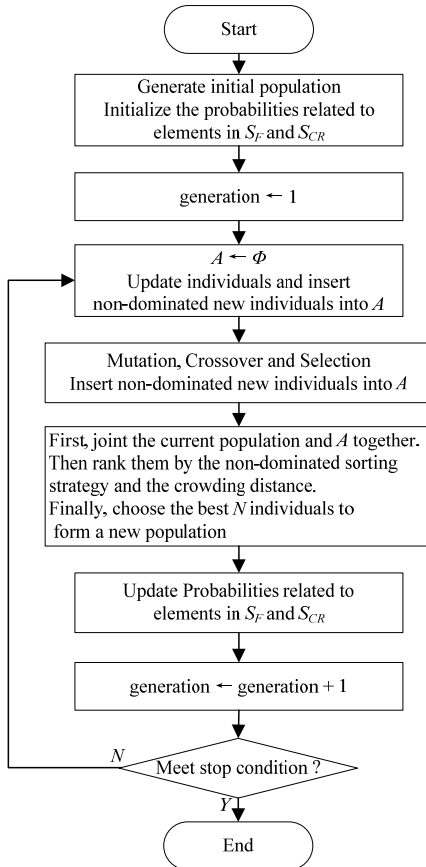 Start
Generate initial population
Initialize the probabilities related to
elements in S_F and S_CR
generation ← 1
A ← Φ
Update individuals and insert
non-dominated new individuals into A
Mutation, Crossover and Selection
Insert non-dominated new individuals into A
First, joint the current population and A together.
Then rank them by the non-dominated sorting
strategy and the crowding distance.
Finally, choose the best N individuals to
form a new population
Update Probabilities related to
elements in S_F and S_CR
generation ← generation + 1
N
Meet stop condition ?
Y
End